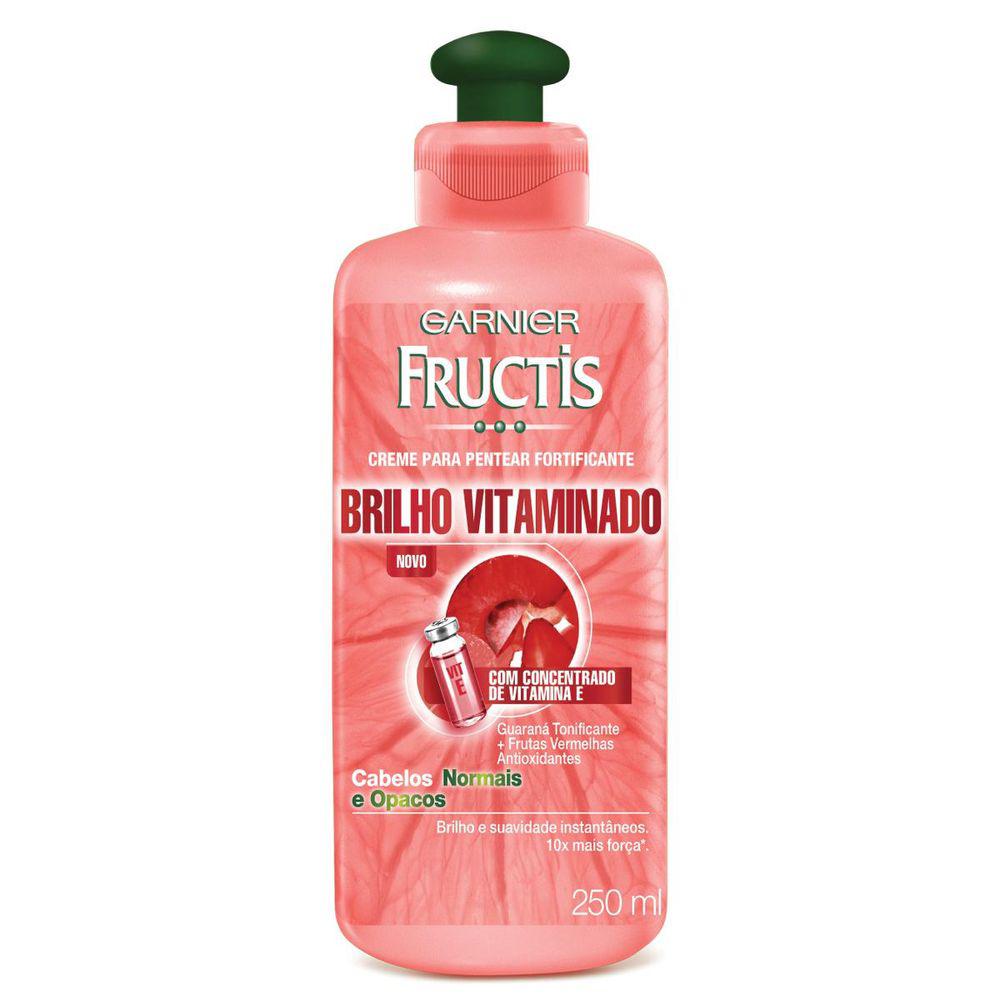 GARNIER
FRUCTIS
CREME PARA PENTEAR FORTIFICANTE
BRILHO VITAMINADO
NOVO
VIT
E
COM CONCENTRADO
DE VITAMINA E
Guaraná Tonificante
+ Frutas Vermelhas
Antioxidantes
Cabelos Normais
e Opacos
Brilho e suavidade instantâneos.
10x mais força*.
250 ml